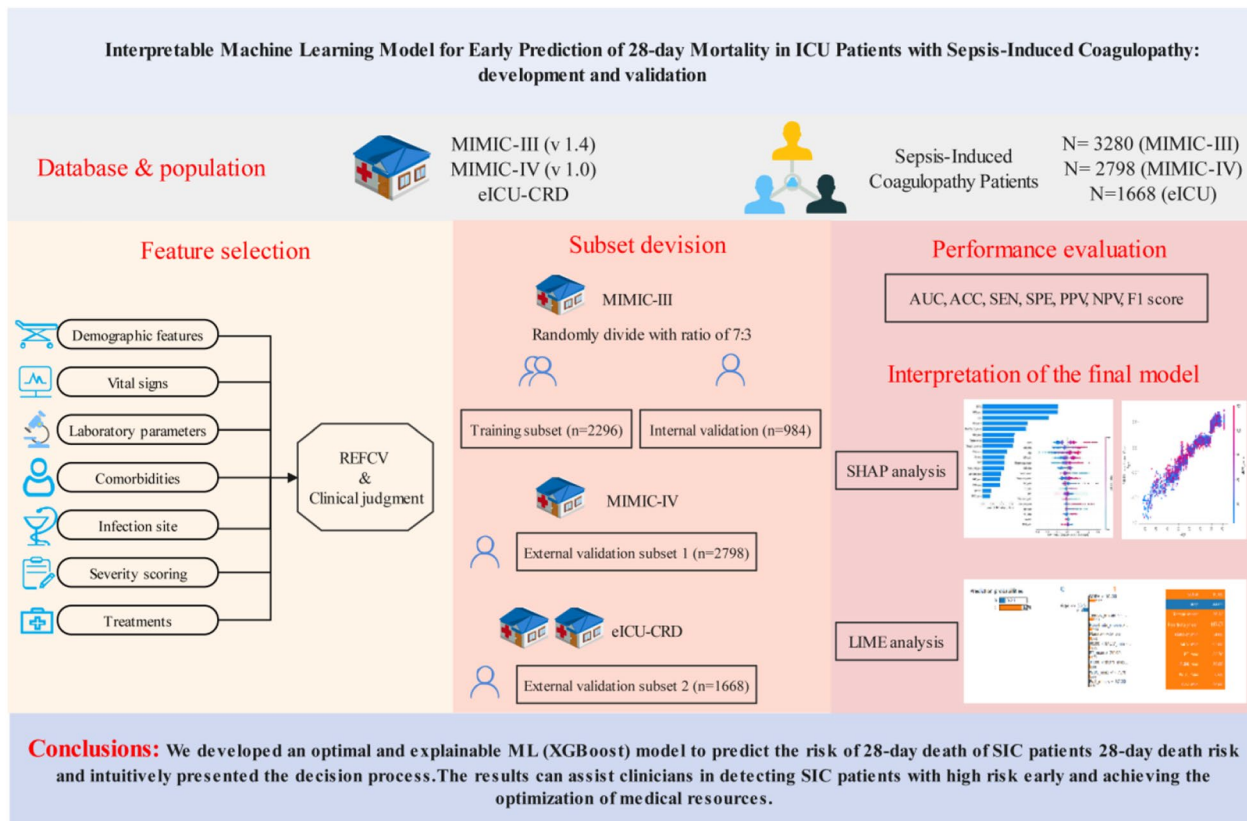 Interpretable Machine Learning Model for Early Prediction of 28-day Mortality in ICU Patients with Sepsis-Induced Coagulopathy:
development and validation
Database & population
MIMIC-III (v 1.4)
MIMIC-IV (v 1.0)
eICU-CRD
Sepsis-Induced
Coagulopathy Patients
N= 3280 (MIMIC-III)
N= 2798 (MIMIC-IV)
N=1668 (eICU)
Feature selection
Demographic features
Vital signs
Laboratory parameters
Comorbidities
Infection site
Severity scoring
Treatments
REFCV
&
Clinical judgment
Subset devision
MIMIC-III
Randomly divide with ratio of 7:3
Training subset (n=2296)
Internal validation (n=984)
MIMIC-IV
External validation subset 1 (n=2798)
eICU-CRD
External validation subset 2 (n=1668)
Performance evaluation
AUC, ACC, SEN, SPE, PPV, NPV, F1 score
Interpretation of the final model
SHAP analysis
LIME analysis
Prediction probabilities
Conclusions: We developed an optimal and explainable ML (XGBoost) model to predict the risk of 28-day death of SIC patients 28-day death risk
and intuitively presented the decision process.The results can assist clinicians in detecting SIC patients with high risk early and achieving the
optimization of medical resources.